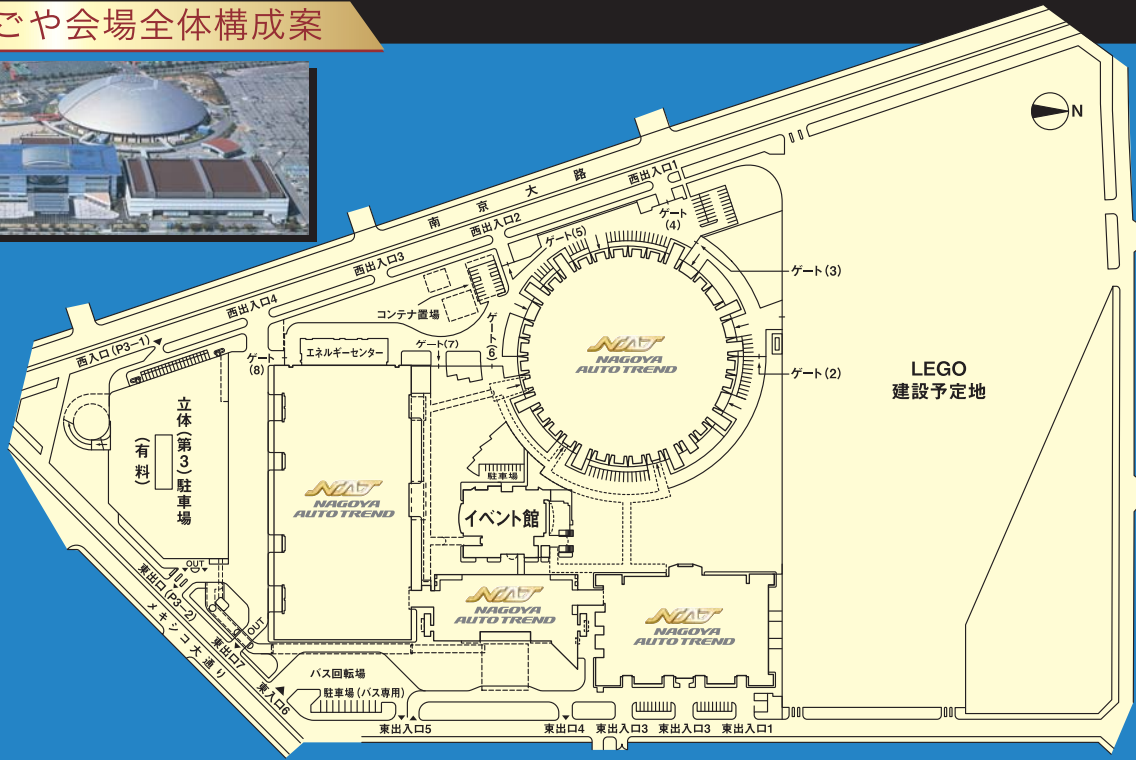 ごや会場全体構成案
N
南京大路
西出入口1
西出入口2
西出入口3
西出入口4
西入口(P3-1)
ゲート
(4)
ゲート(5)
ゲート(3)
ゲート(2)
コンテナ置場
ゲート(6)
ゲート(7)
エネルギーセンター
ゲート
(8)
NAT
NAGOYA
AUTO TREND
LEGO
建設予定地
立体(第3)駐車場
(有料)
駐車場
イベント館
NAT
NAGOYA
AUTO TREND
NAT
NAGOYA
AUTO TREND
NAT
NAGOYA
AUTO TREND
OUT
東出口(P3-2)
OUT
メキシコ大通り
東出口7
東入口6
バス回転場
駐車場(バス専用)
東出入口5
東出口4
東出入口3
東出入口3
東出入口1